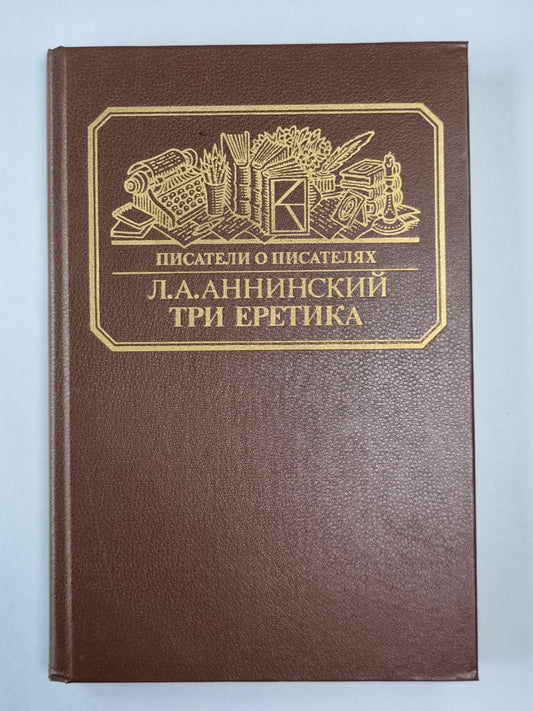 ПИСАТЕЛИ О ПИСАТЕЛЯХ
Л.А.АННИНСКИЙ
ТРИ ЕРЕТИКА